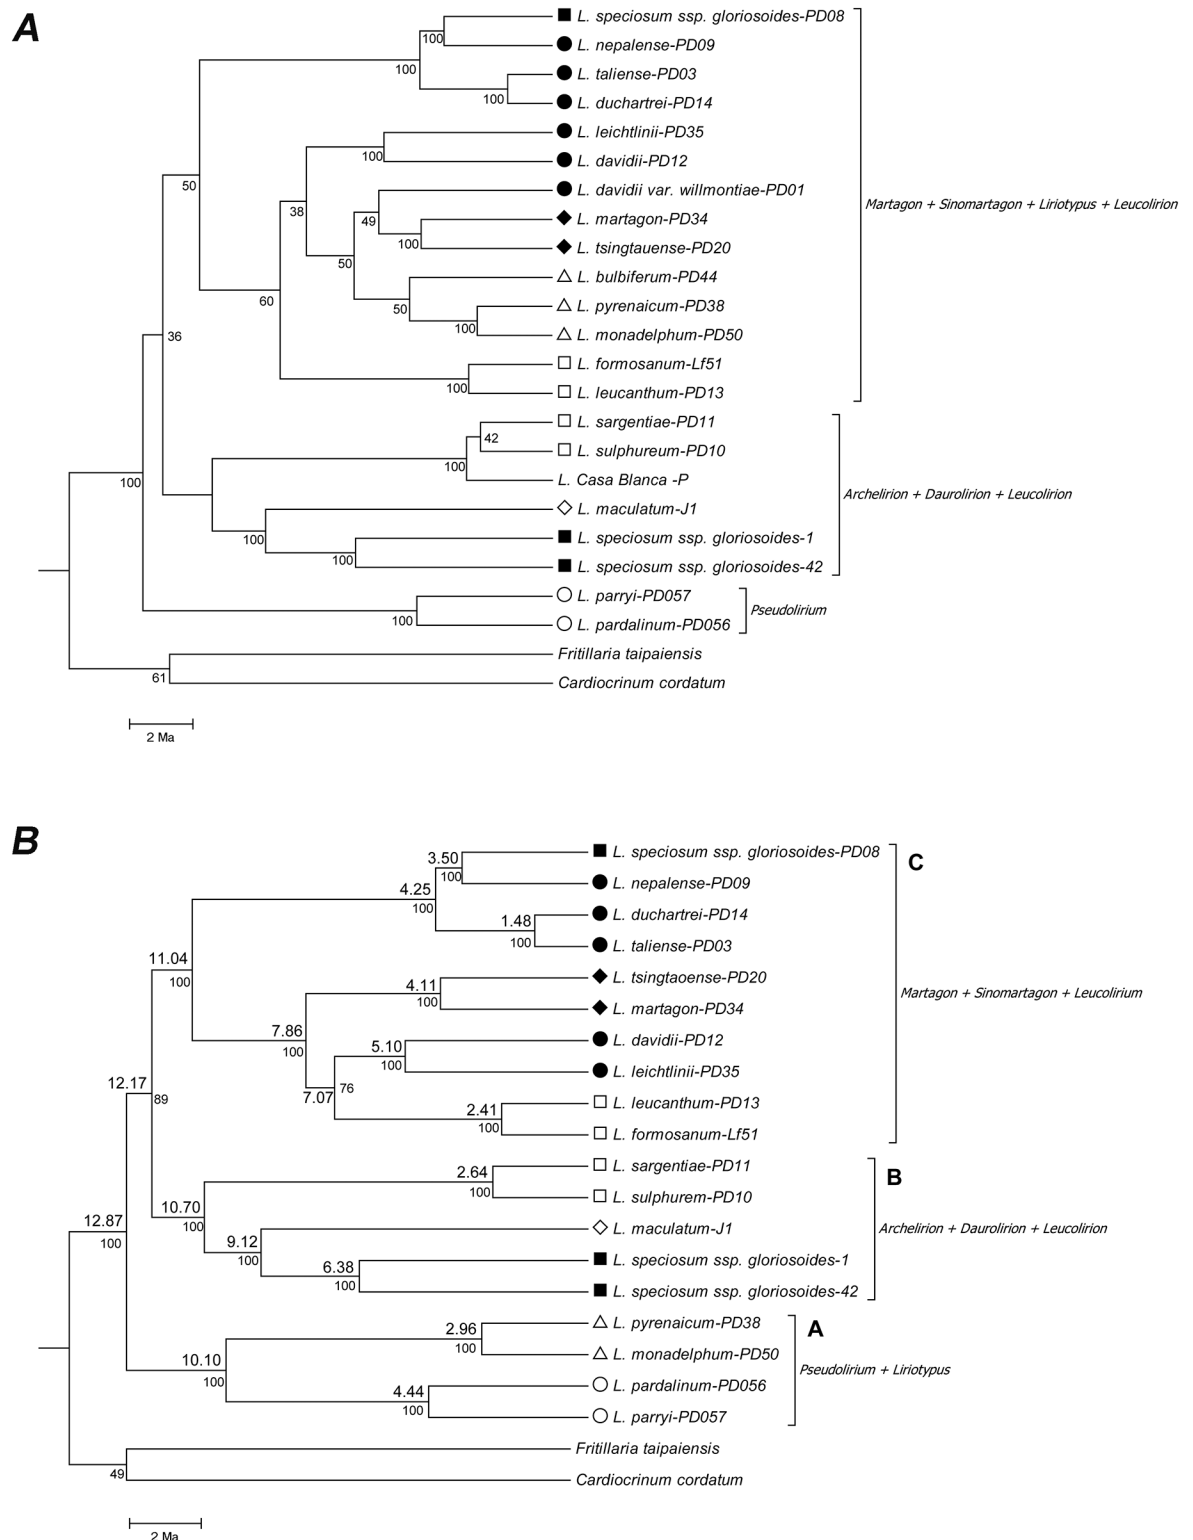 A
L. speciosum ssp. gloriosoides-PD08
100
L. nepalense-PD09
100
L. taliense-PD03
100
L. duchartrei-PD14
L. leichtlinii-PD35
100
L. davidii-PD12
50
L. davidii var. willmontiae-PD01
Martagon + Sinomartagon + Liriotypus + Leucolirion
38
49
L. martagon-PD34
100
L. tsingtauense-PD20
50
L. bulbiferum-PD44
60
50
L. pyrenaicum-PD38
100
L. monadelphum-PD50
36
L. formosanum-Lf51
100
L. leucanthum-PD13
L. sargentiae-PD11
42
L. sulphureum-PD10
100
L. Casa Blanca -P
100
Archelirion + Daurolirion + Leucolirion
L. maculatum-J1
100
L. speciosum ssp. gloriosoides-1
100
L. speciosum ssp. gloriosoides-42
L. parryi-PD057
Pseudolirium
100
L. pardalinum-PD056
Fritillaria taipaiensis
61
Cardiocrinum cordatum
2 Ma
B
L. speciosum ssp. gloriosoides-PD08
C
3.50
100
L. nepalense-PD09
4.25
100
L. duchartrei-PD14
1.48
100
L. taliense-PD03
11.04
100
L. tsingtaoense-PD20
4.11
100
Martagon + Sinomartagon + Leucolirium
L. martagon-PD34
7.86
100
L. davidii-PD12
5.10
100
L. leichtlinii-PD35
12.17
89
7.07
76
L. leucanthum-PD13
2.41
100
L. formosanum-Lf51
L. sargentiae-PD11
B
2.64
100
L. sulphurem-PD10
10.70
100
12.87
100
L. maculatum-J1
Archelirion + Daurolirion + Leucolirion
9.12
100
L. speciosum ssp. gloriosoides-1
6.38
100
L. speciosum ssp. gloriosoides-42
L. pyrenaicum-PD38
A
2.96
100
L. monadelphum-PD50
10.10
100
Pseudolirium + Liriotypus
L. pardalinum-PD056
4.44
100
L. parryi-PD057
Fritillaria taipaiensis
49
Cardiocrinum cordatum
2 Ma